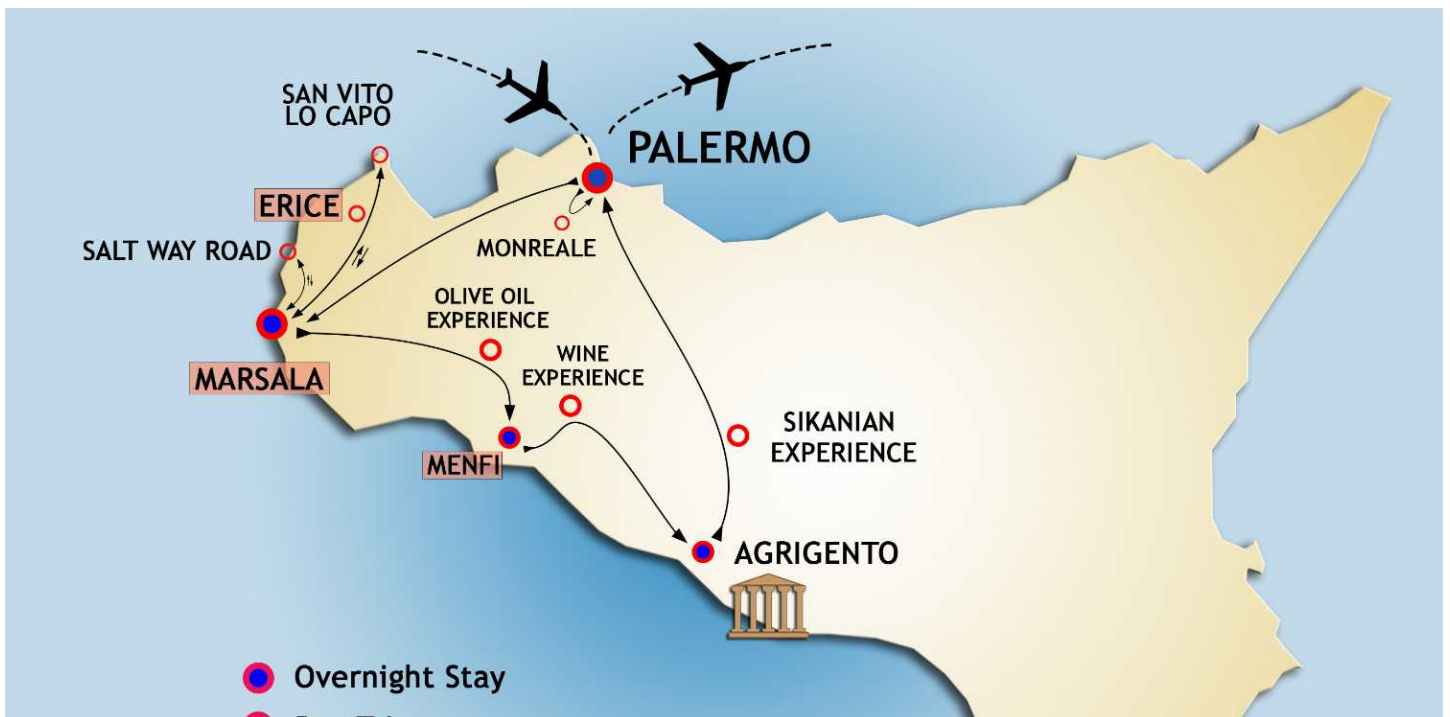 SAN VITO
LO CAPO
PALERMO
ERICE
SALT WAY ROAD
MONREALE
OLIVE OIL
EXPERIENCE
WINE
EXPERIENCE
MARSALA
SIKANIAN
EXPERIENCE
MENFI
AGRIGENTO
Overnight Stay